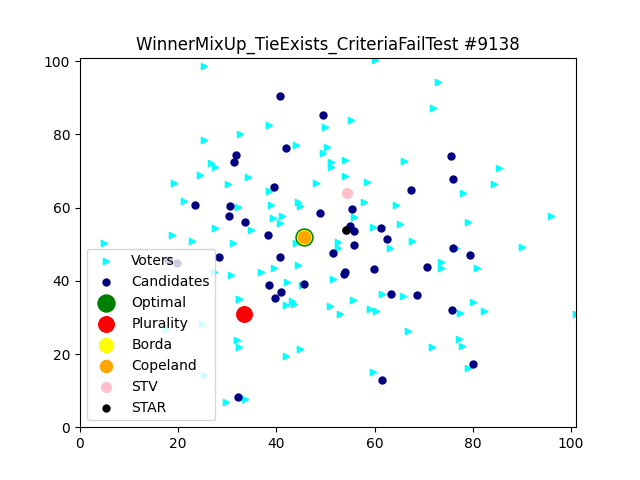 WinnerMixUp_TieExists_CriteriaFailTest #9138
100
80
60
40
20
0
Voters
Candidates
Optimal
Plurality
Borda
Copeland
STV
STAR
0 20 40 60 80 100